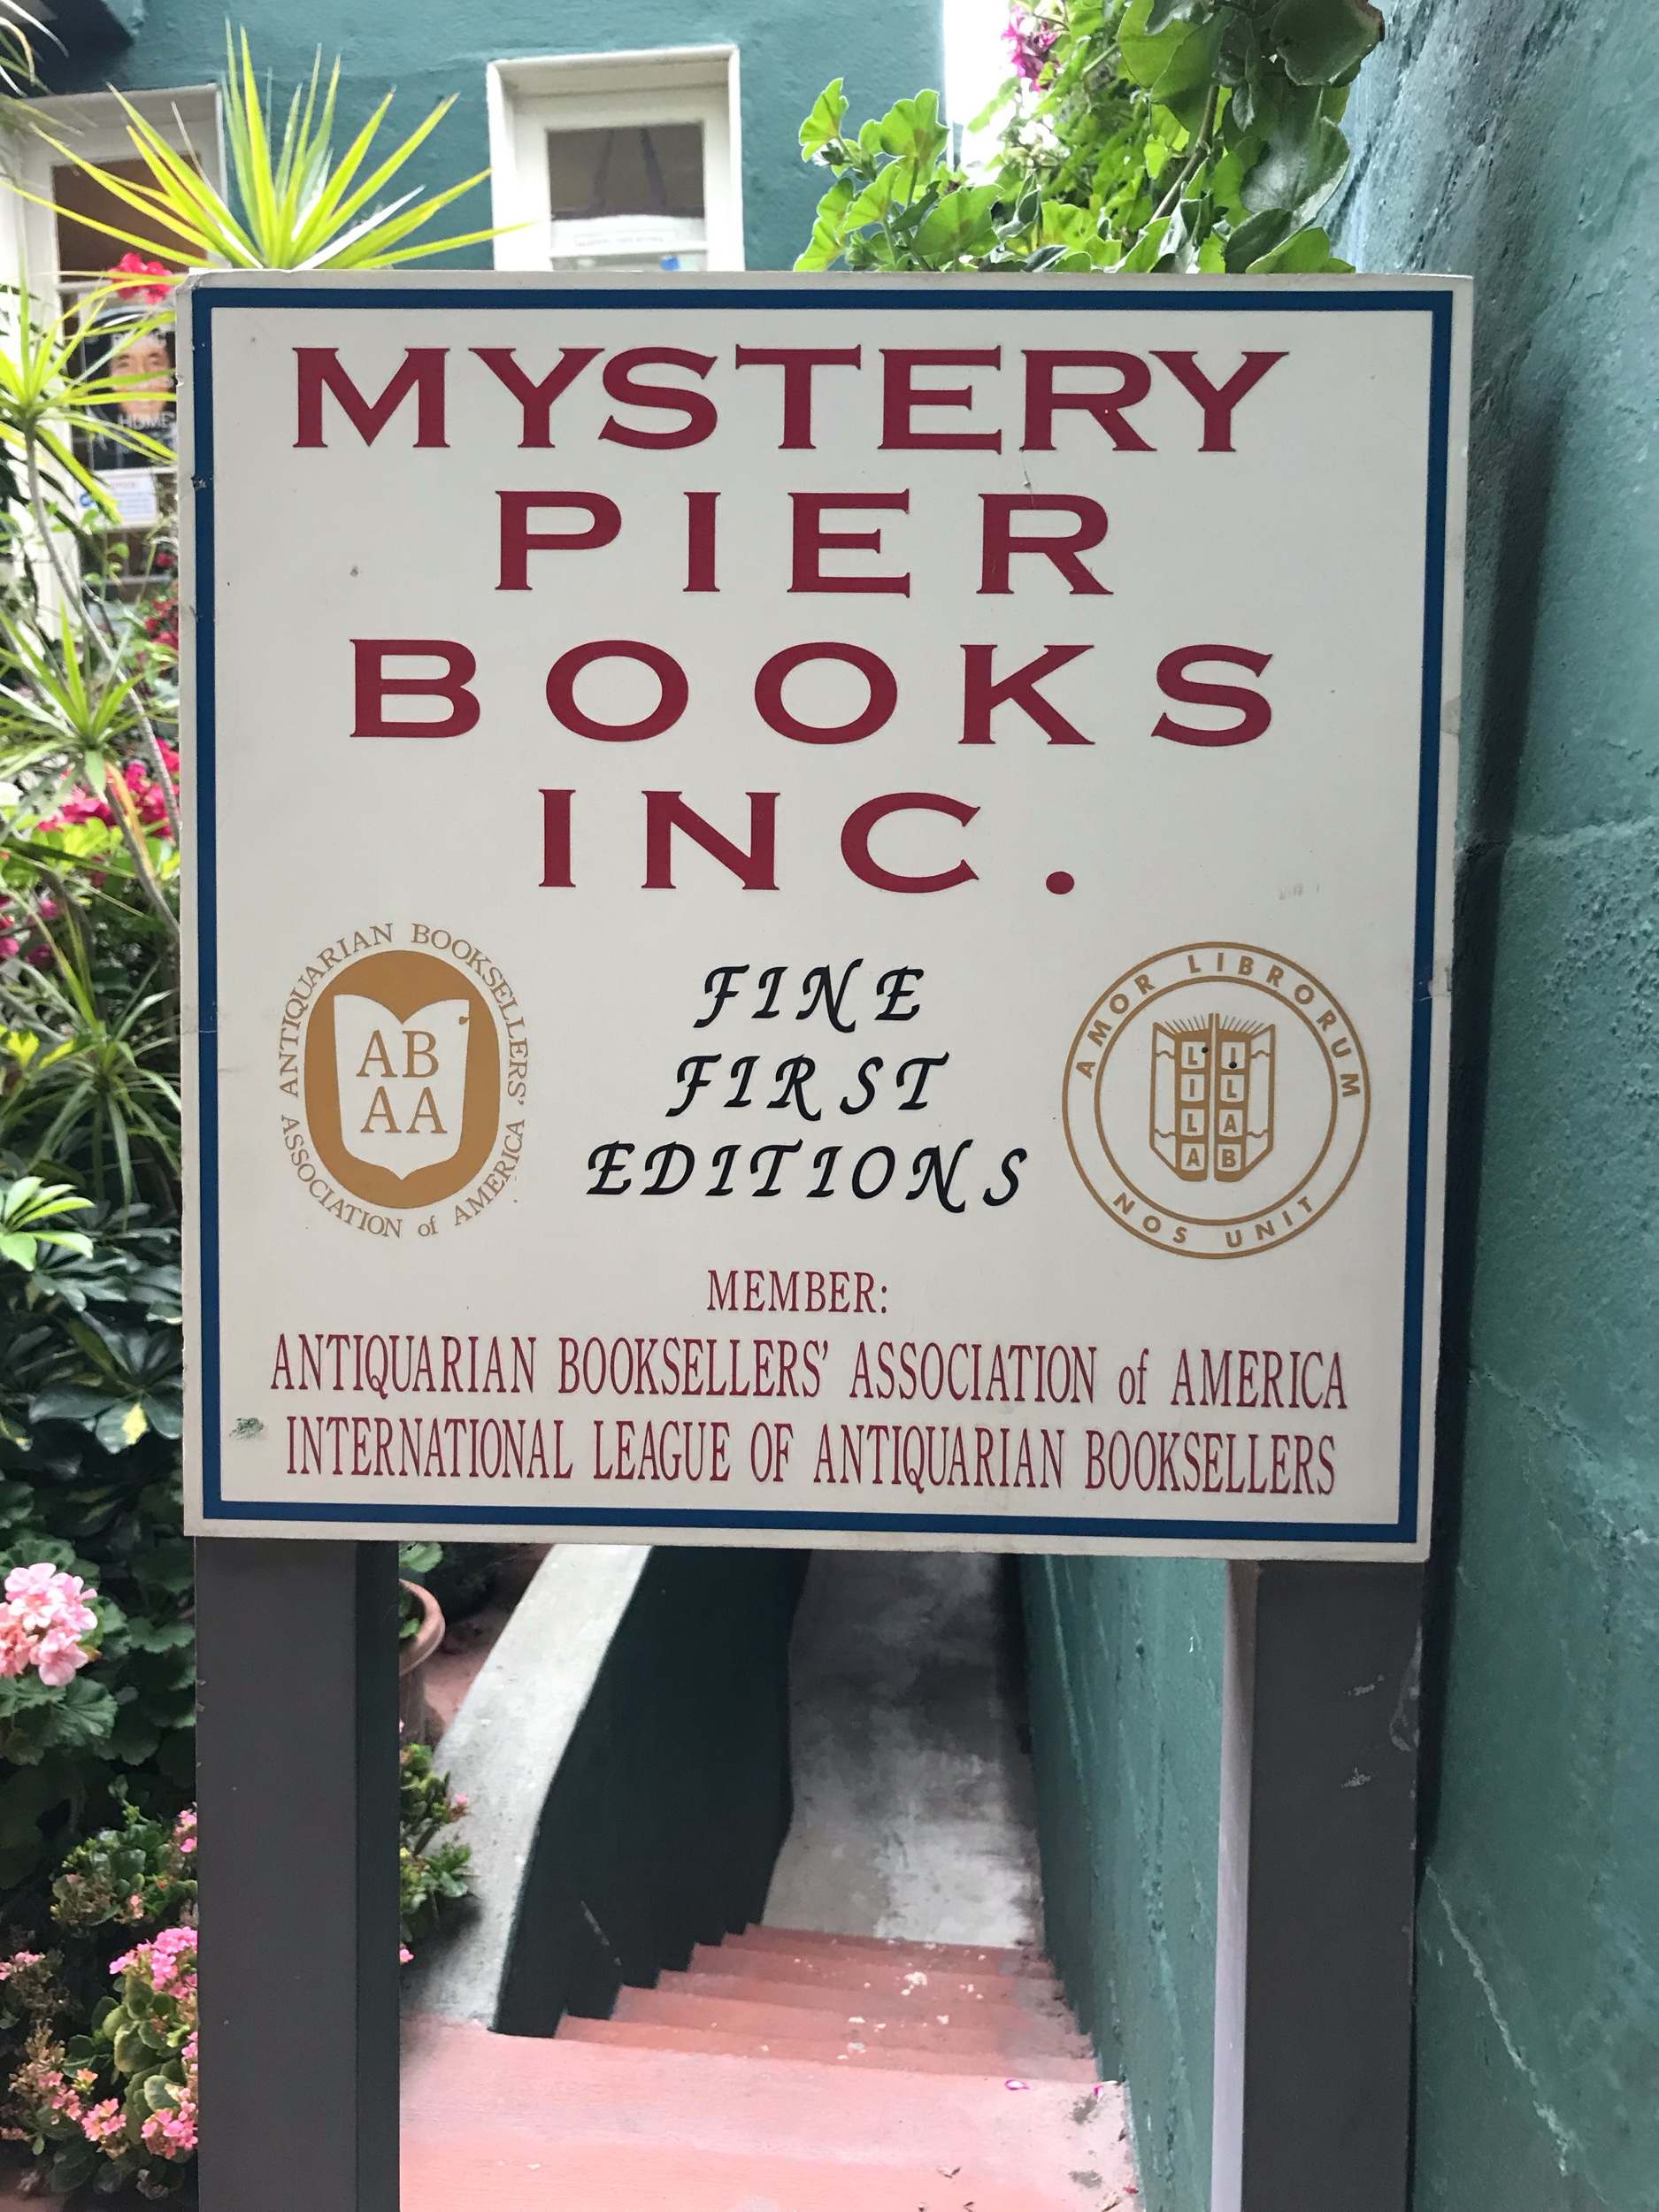 MYSTERY
PIER
BOOKS
INC.
ANTIQUARIAN BOOKSELLERS'
ASSOCIATION of AMERICA
AB
AA
FINE
FIRST
EDITIONS
AMOR LIBRORUM
NOS UNIT
LILA
ILAB
MEMBER:
ANTIQUARIAN BOOKSELLERS' ASSOCIATION of AMERICA
INTERNATIONAL LEAGUE OF ANTIQUARIAN BOOKSELLERS
HOME